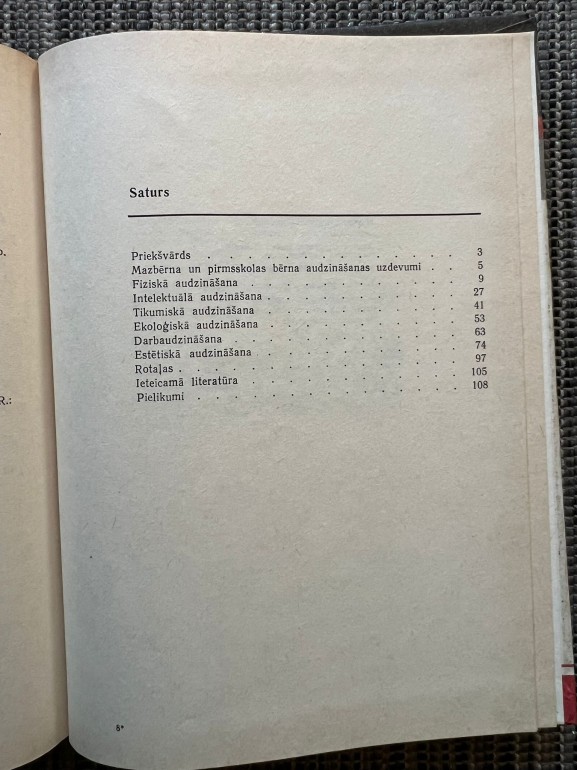 R.:
Saturs
Priekšvārds . . . . . . . . . . . . 3
Mazbērna un pirmsskolas bērna audzināšanas uzdevumi . . 5
Fiziskā audzināšana . . . . . . . . . . 9
Intelektuālā audzināšana . . . . . . . . . 27
Tikumiskā audzināšana . . . . . . . . . 41
Ekoloģiskā audzināšana . . . . . . . . . 53
Darbaudzināšana . . . . . . . . . . . 63
Estētiskā audzināšana . . . . . . . . . 74
Rotaļas . . . . . . . . . . . . . 97
Ieteicamā literatūra . . . . . . . . . . 105
Pielikumi . . . . . . . . . . . . 108